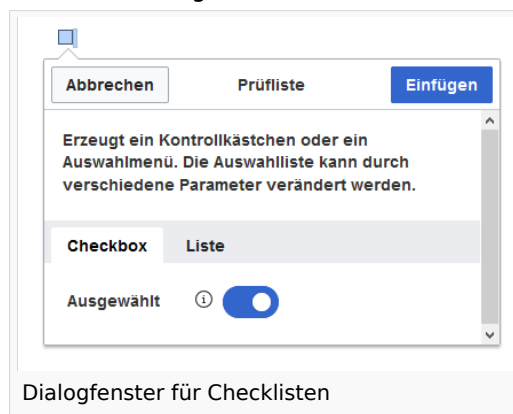 Abbrechen Prüfliste Einfügen
Erzeugt ein Kontrollkästchen oder ein
Auswahlmenü. Die Auswahlliste kann durch
verschiedene Parameter verändert werden.
Checkbox Liste
Ausgewählt
Dialogfenster für Checklisten